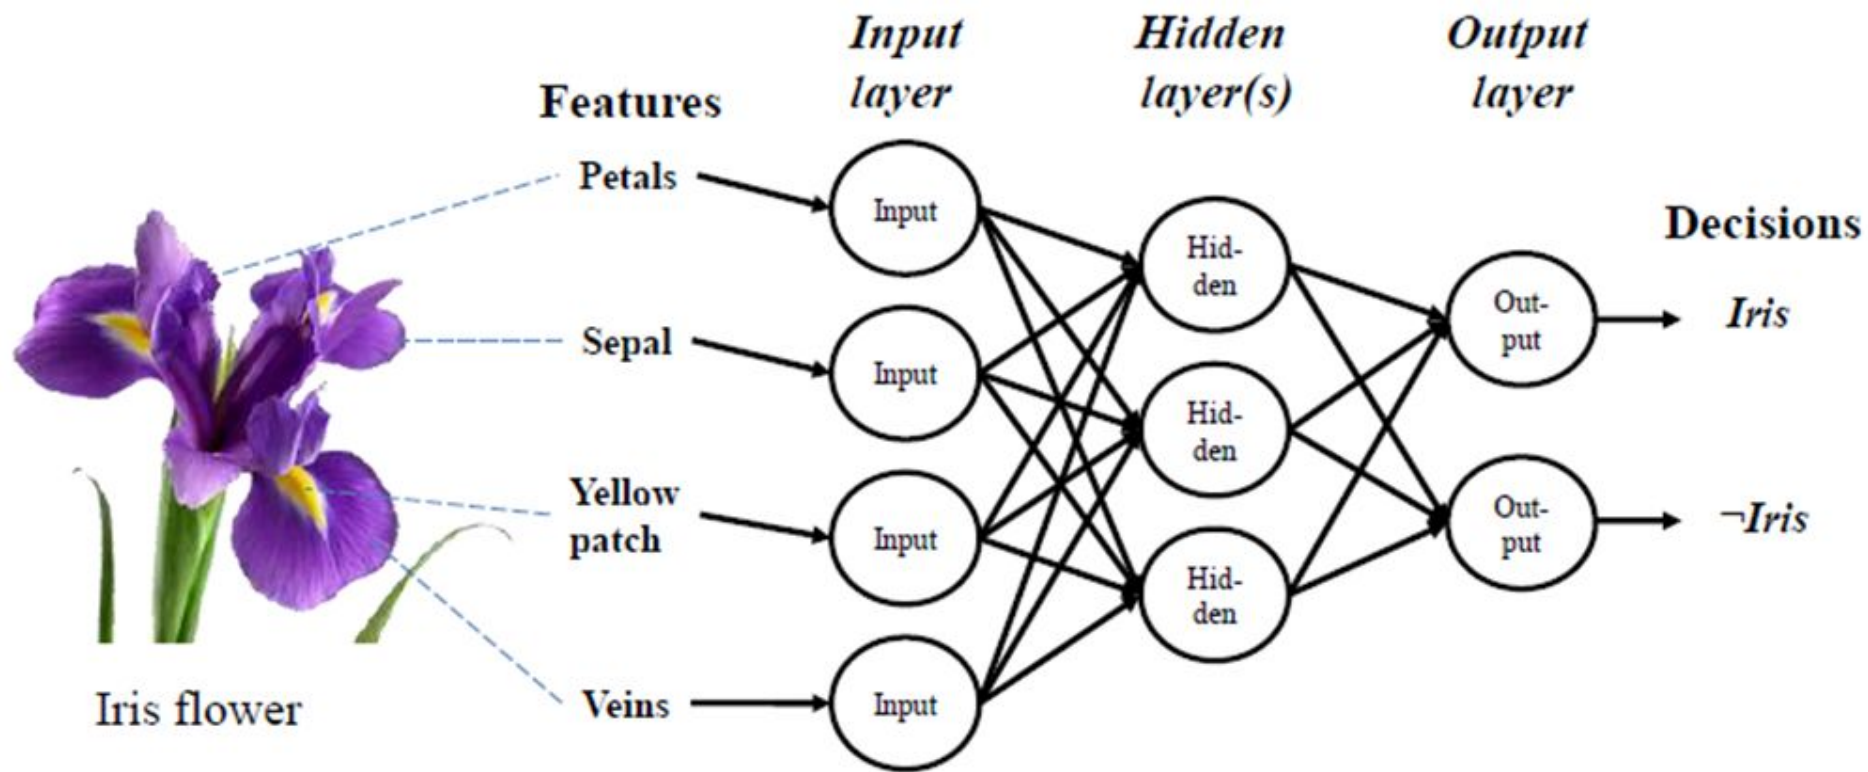 Features
Input
layer
Hidden
layer(s)
Output
layer
Petals
Sepal
Yellow
patch
Veins
Iris flower
Input
Input
Input
Input
Hid-
den
Hid-
den
Hid-
den
Out-
put
Out-
put
Decisions
Iris
¬Iris